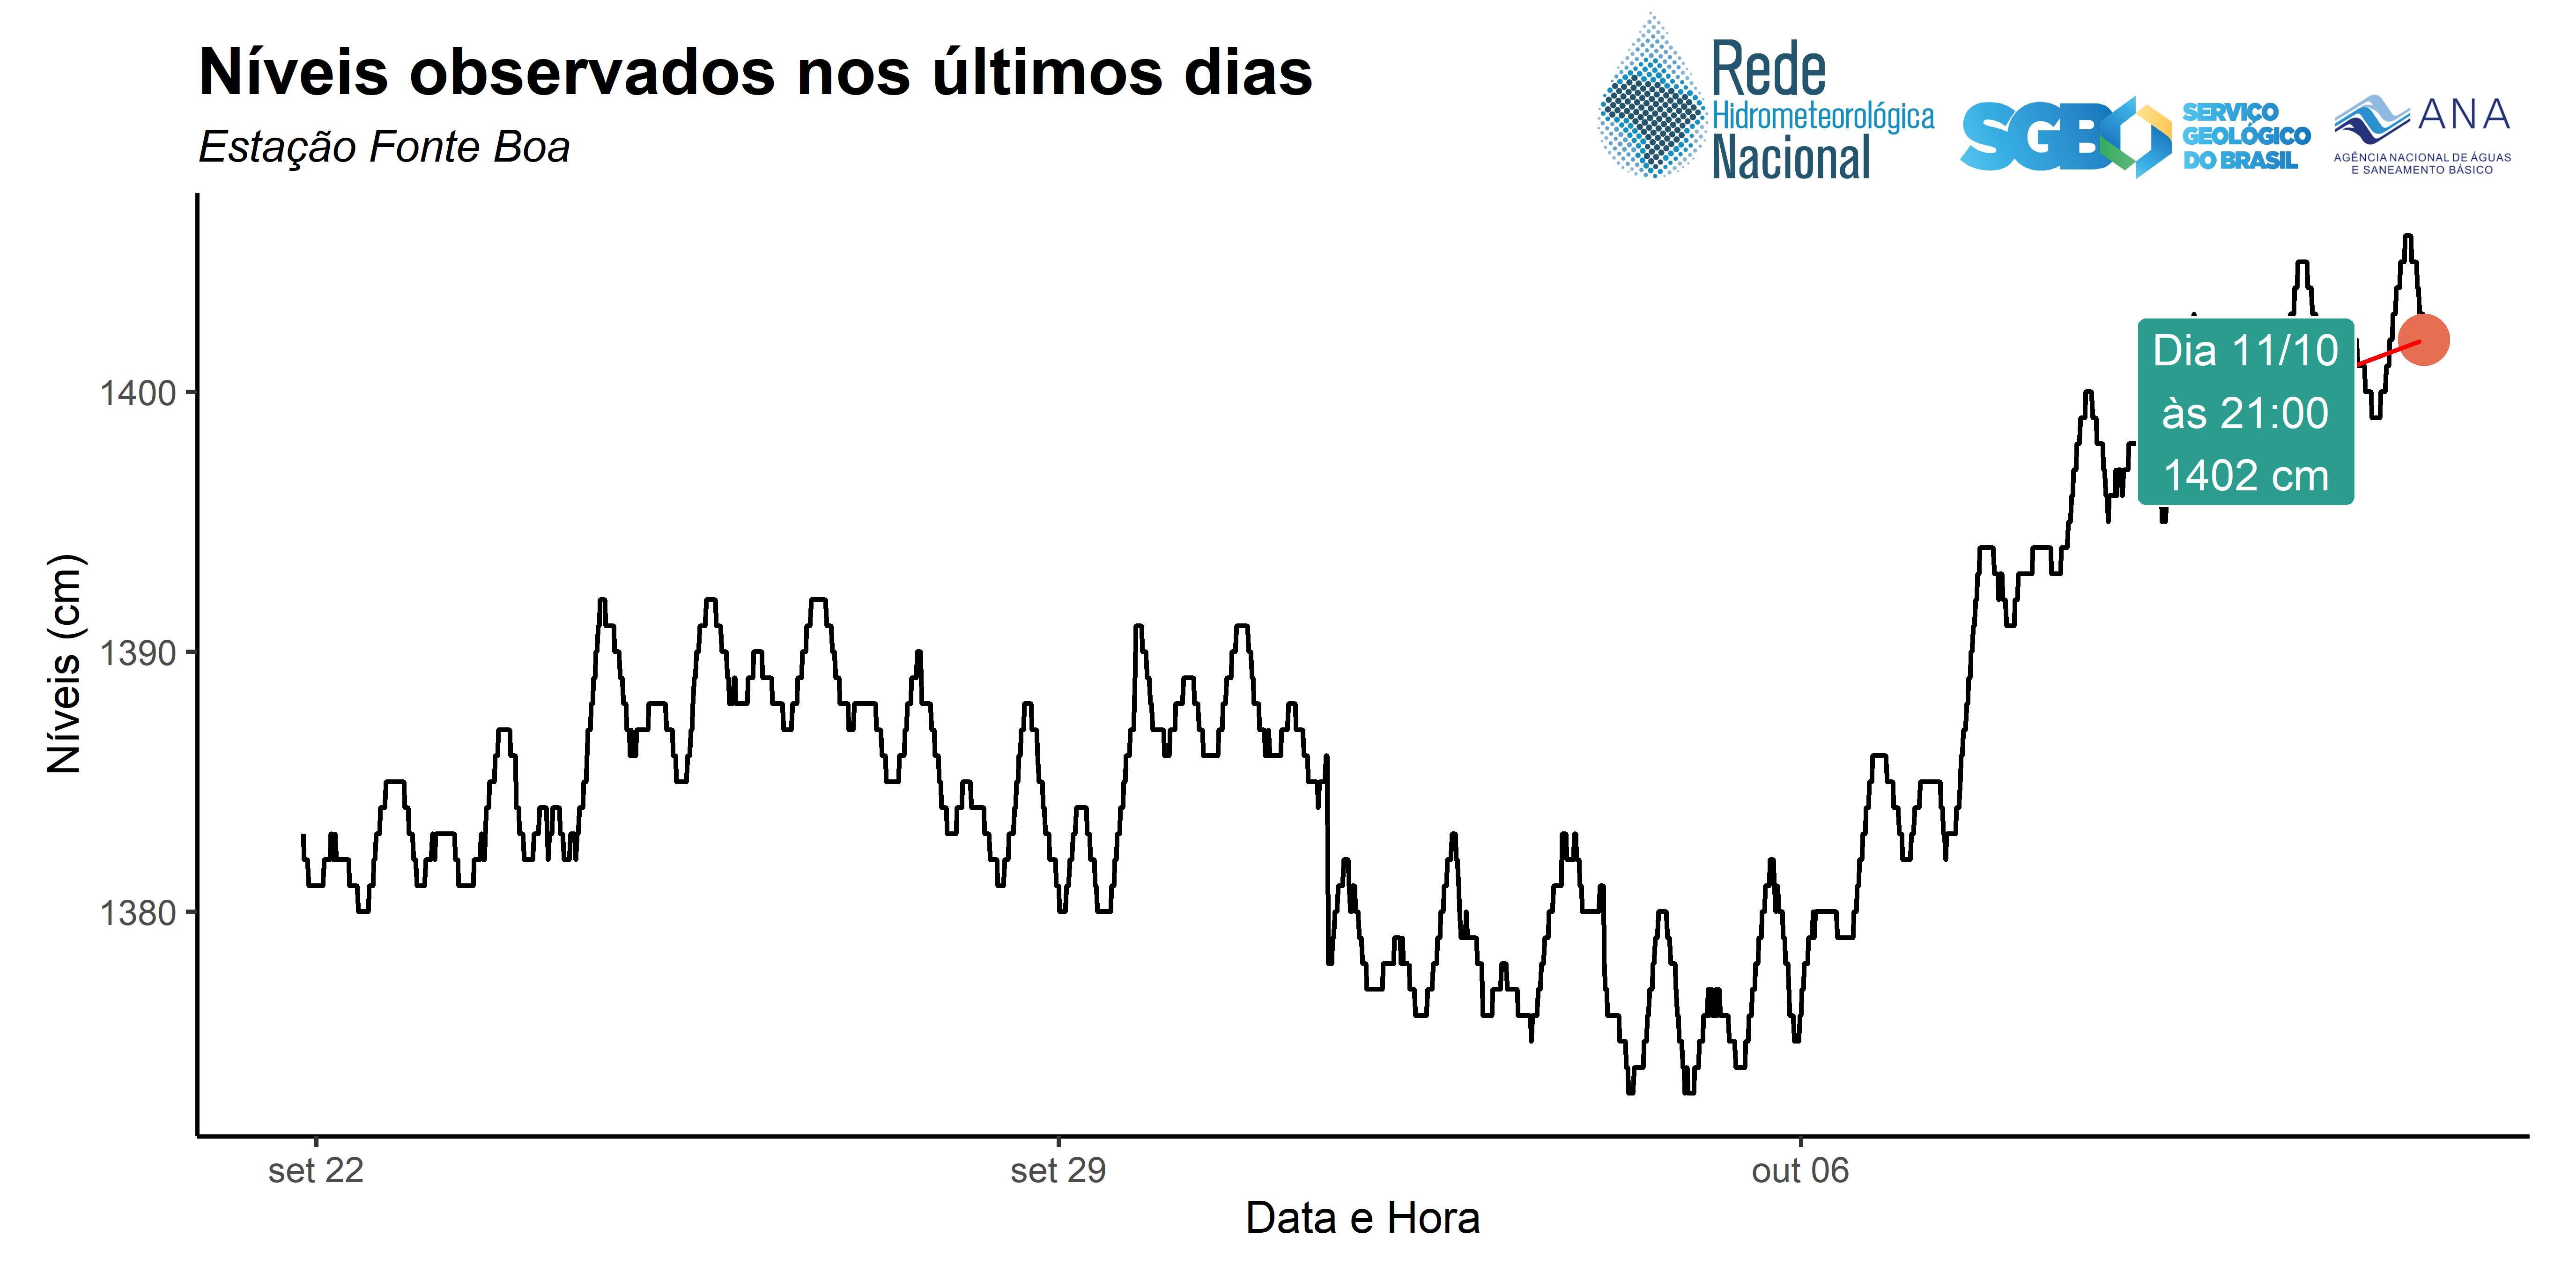 Níveis observados nos últimos dias
Estação Fonte Boa
Rede
Hidrometeorológica
Nacional
SGB
SERVIÇO
GEOLÓGICO
DO BRASIL
ANA
AGÊNCIA NACIONAL DE ÁGUAS
E SANEAMENTO BÁSICO
Níveis (cm)
1400
1390
1380
Dia 11/10
às 21:00
1402 cm
set 22
set 29
out 06
Data e Hora